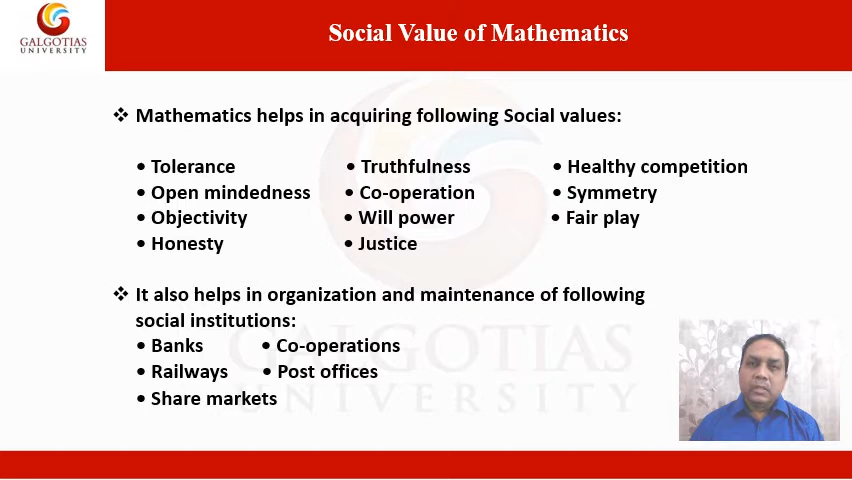 GALGOTIAS
UNIVERSITY
Social Value of Mathematics
❖ Mathematics helps in acquiring following Social values:
• Tolerance • Truthfulness • Healthy competition
• Open mindedness • Co-operation • Symmetry
• Objectivity • Will power • Fair play
• Honesty • Justice
❖ It also helps in organization and maintenance of following
social institutions:
• Banks • Co-operations
• Railways • Post offices
• Share markets
GALGOTIAS
UNIVERSITY